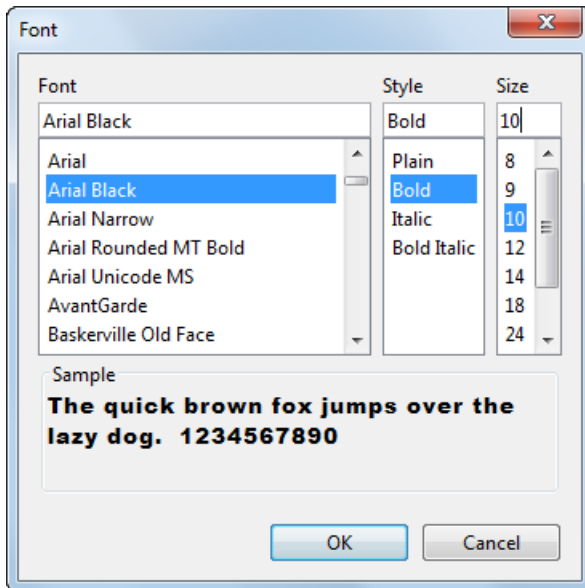 Font
Font
Style
Size
Arial Black
Bold
10
Arial
Arial Black
Arial Narrow
Arial Rounded MT Bold
Arial Unicode MS
AvantGarde
Baskerville Old Face
Plain
Bold
Italic
Bold Italic
8
9
10
12
14
18
24
Sample
The quick brown fox jumps over the
lazy dog.  1234567890
OK
Cancel